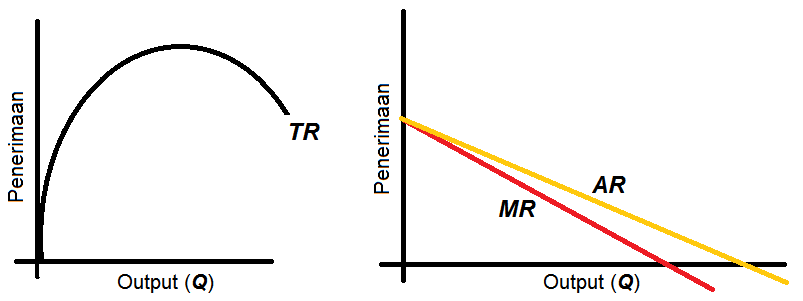 Penerimaan
TR
Output (Q)
Penerimaan
AR
MR
Output (Q)